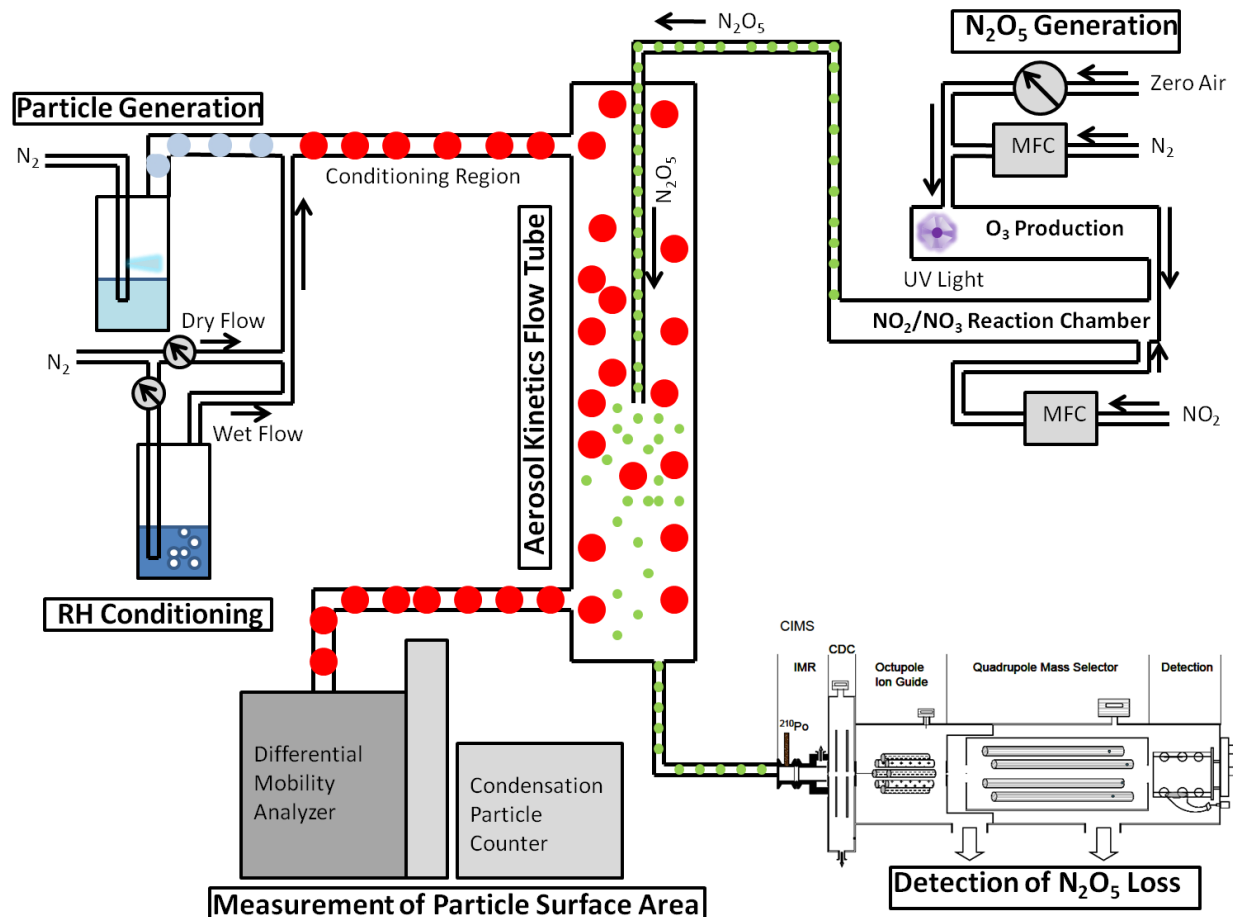 N₂O₅
N₂O₅ Generation
Zero Air
MFC
N₂
O₃ Production
UV Light
NO₂/NO₃ Reaction Chamber
MFC
NO₂
Particle Generation
N₂
Conditioning Region
N₂O₅
Aerosol Kinetics Flow Tube
Dry Flow
N₂
Wet Flow
RH Conditioning
Differential
Mobility
Analyzer
Condensation
Particle
Counter
Measurement of Particle Surface Area
CIMS
IMR
CDC
Octupole
Ion Guide
Quadrupole Mass Selector
Detection
²¹⁰Po
Detection of N₂O₅ Loss